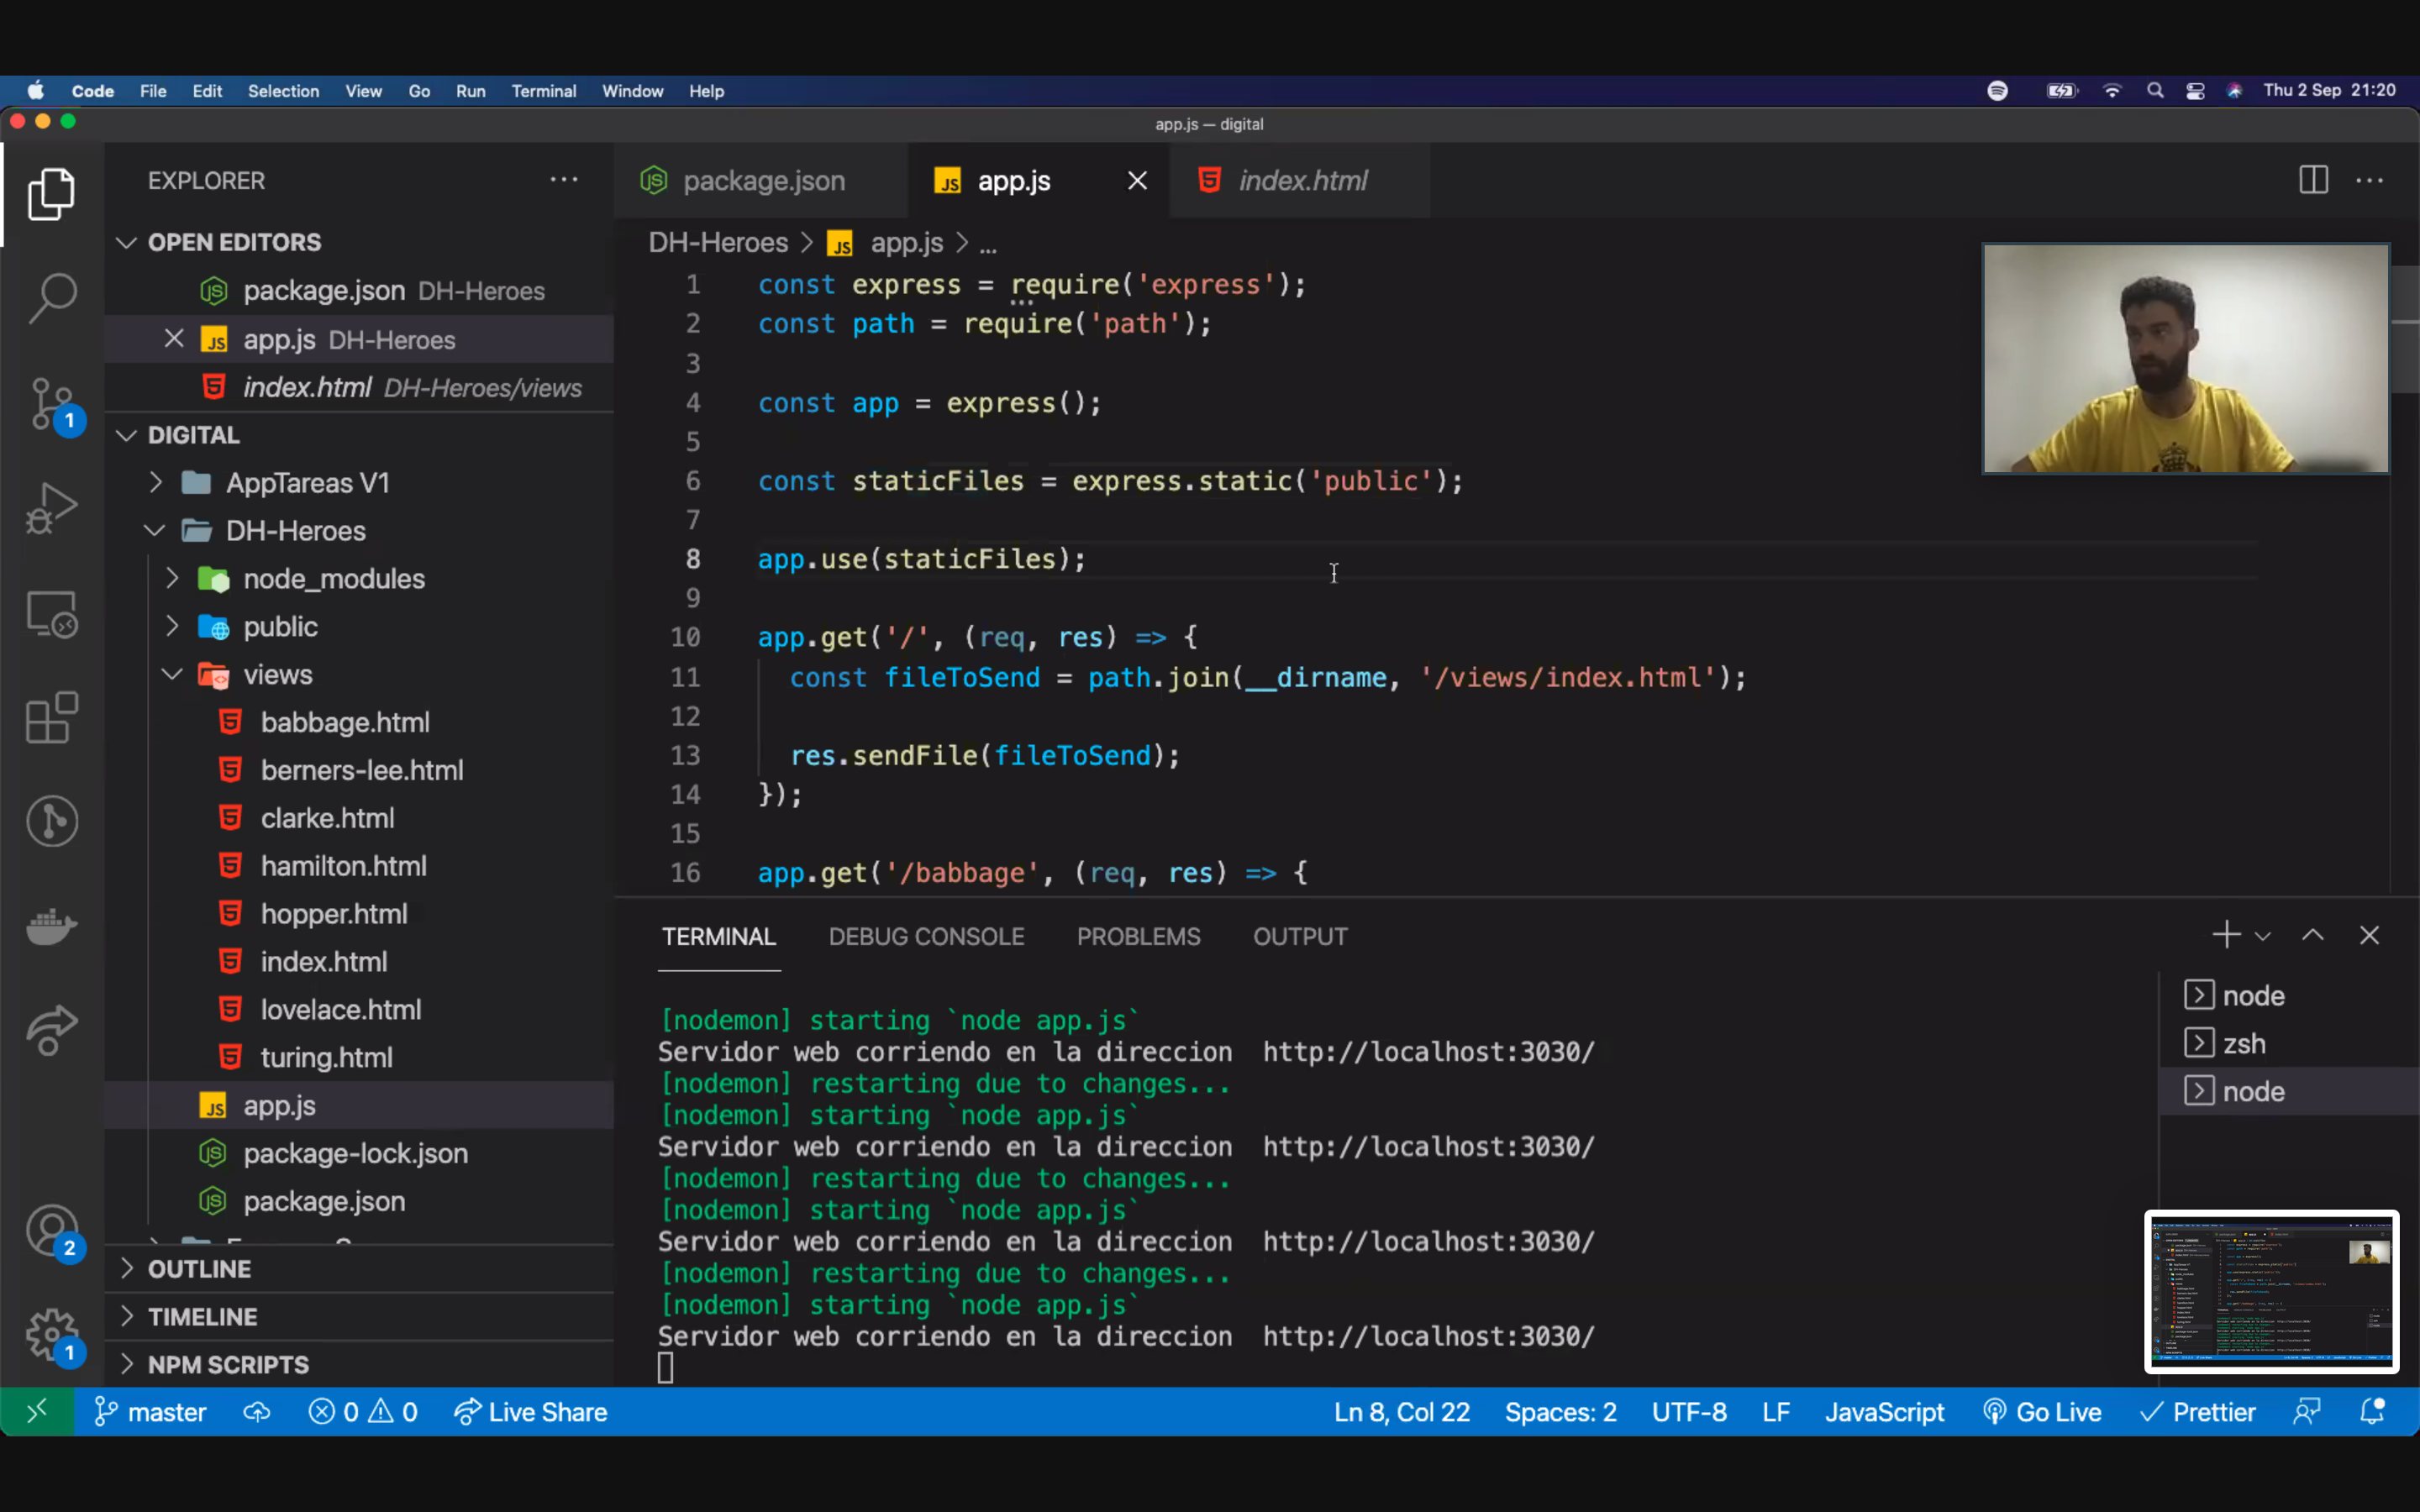 Code File Edit Selection View Go Run Terminal Window Help
Thu 2 Sep 21:20
app.js — digital
EXPLORER
OPEN EDITORS
package.json DH-Heroes
JS app.js DH-Heroes
index.html DH-Heroes/views
DIGITAL
AppTareas V1
DH-Heroes
node_modules
public
views
babbage.html
berners-lee.html
clarke.html
hamilton.html
hopper.html
index.html
lovelace.html
turing.html
JS app.js
package-lock.json
package.json
OUTLINE
TIMELINE
NPM SCRIPTS
1
2
1
package.json
JS app.js
index.html
DH-Heroes > JS app.js > ...
1 const express = require('express');
2 const path = require('path');
3
4 const app = express();
5
6 const staticFiles = express.static('public');
7
8 app.use(staticFiles);
9
10 app.get('/', (req, res) => {
11 const fileToSend = path.join(__dirname, '/views/index.html');
12
13 res.sendFile(fileToSend);
14 });
15
16 app.get('/babbage', (req, res) => {
TERMINAL DEBUG CONSOLE PROBLEMS OUTPUT
[nodemon] starting `node app.js`
Servidor web corriendo en la direccion http://localhost:3030/
[nodemon] restarting due to changes...
[nodemon] starting `node app.js`
Servidor web corriendo en la direccion http://localhost:3030/
[nodemon] restarting due to changes...
[nodemon] starting `node app.js`
Servidor web corriendo en la direccion http://localhost:3030/
[nodemon] restarting due to changes...
[nodemon] starting `node app.js`
Servidor web corriendo en la direccion http://localhost:3030/
node
zsh
node
master 0 0 Live Share
Ln 8, Col 22 Spaces: 2 UTF-8 LF JavaScript Go Live Prettier